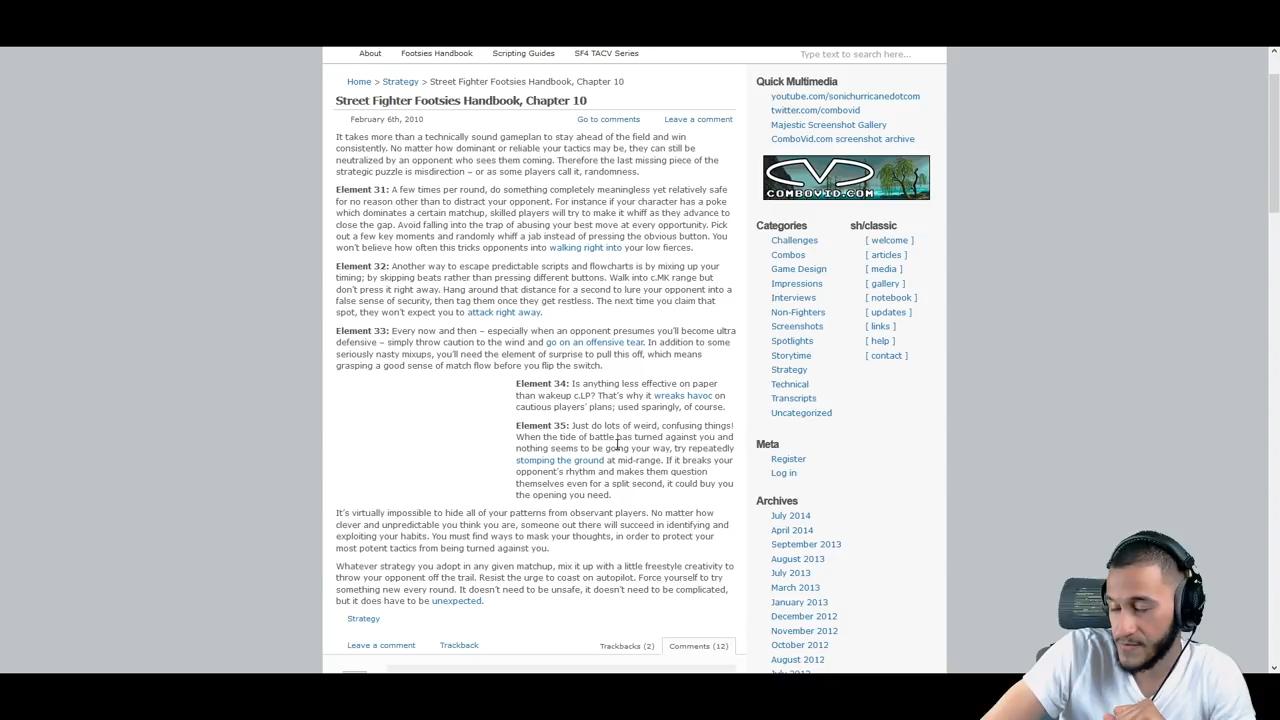 About Footsies Handbook Scripting Guides SF4 TACV Series
Type text to search here...
Home > Strategy > Street Fighter Footsies Handbook, Chapter 10
Street Fighter Footsies Handbook, Chapter 10
February 6th, 2010 Go to comments Leave a comment
It takes more than a technically sound gameplan to stay ahead of the field and win
consistently. No matter how dominant or reliable your tactics may be, they can still be
neutralized by an opponent who sees them coming. Therefore the last missing piece of the
strategic puzzle is misdirection – or as some players call it, randomness.
Element 31: A few times per round, do something completely meaningless yet relatively safe
for no reason other than to distract your opponent. For instance if your character has a poke
which dominates a certain matchup, skilled players will try to make it whiff as they advance to
close the gap. Avoid falling into the trap of abusing your best move at every opportunity. Pick
out a few key moments and randomly whiff a jab instead of pressing the obvious button. You
won't believe how often this tricks opponents into walking right into your low fierces.
Element 32: Another way to escape predictable scripts and flowcharts is by mixing up your
timing; by skipping beats rather than pressing different buttons. Walk into c.MK range but
don't press it right away. Hang around that distance for a second to lure your opponent into a
false sense of security, then tag them once they get restless. The next time you claim that
spot, they won't expect you to attack right away.
Element 33: Every now and then – especially when an opponent presumes you'll become ultra
defensive – simply throw caution to the wind and go on an offensive tear. In addition to some
seriously nasty mixups, you'll need the element of surprise to pull this off, which means
grasping a good sense of match flow before you flip the switch.
Element 34: Is anything less effective on paper
than wakeup c.LP? That's why it wreaks havoc on
cautious players' plans; used sparingly, of course.
Element 35: Just do lots of weird, confusing things!
When the tide of battle has turned against you and
nothing seems to be going your way, try repeatedly
stomping the ground at mid-range. If it breaks your
opponent's rhythm and makes them question
themselves even for a split second, it could buy you
the opening you need.
It's virtually impossible to hide all of your patterns from observant players. No matter how
clever and unpredictable you think you are, someone out there will succeed in identifying and
exploiting your habits. You must find ways to mask your thoughts, in order to protect your
most potent tactics from being turned against you.
Whatever strategy you adopt in any given matchup, mix it up with a little freestyle creativity to
throw your opponent off the trail. Resist the urge to coast on autopilot. Force yourself to try
something new every round. It doesn't need to be unsafe, it doesn't need to be complicated,
but it does have to be unexpected.
Strategy
Leave a comment Trackback Trackbacks (2) Comments (12)
Quick Multimedia
youtube.com/sonichurricanedotcom
twitter.com/combovid
Majestic Screenshot Gallery
ComboVid.com screenshot archive
COMBOVID.COM
Categories
Challenges
Combos
Game Design
Impressions
Interviews
Non-Fighters
Screenshots
Spotlights
Storytime
Strategy
Technical
Transcripts
Uncategorized
sh/classic
[ welcome ]
[ articles ]
[ media ]
[ gallery ]
[ notebook ]
[ updates ]
[ links ]
[ help ]
[ contact ]
Meta
Register
Log in
Archives
July 2014
April 2014
September 2013
August 2013
July 2013
March 2013
January 2013
December 2012
November 2012
October 2012
August 2012
July 2012